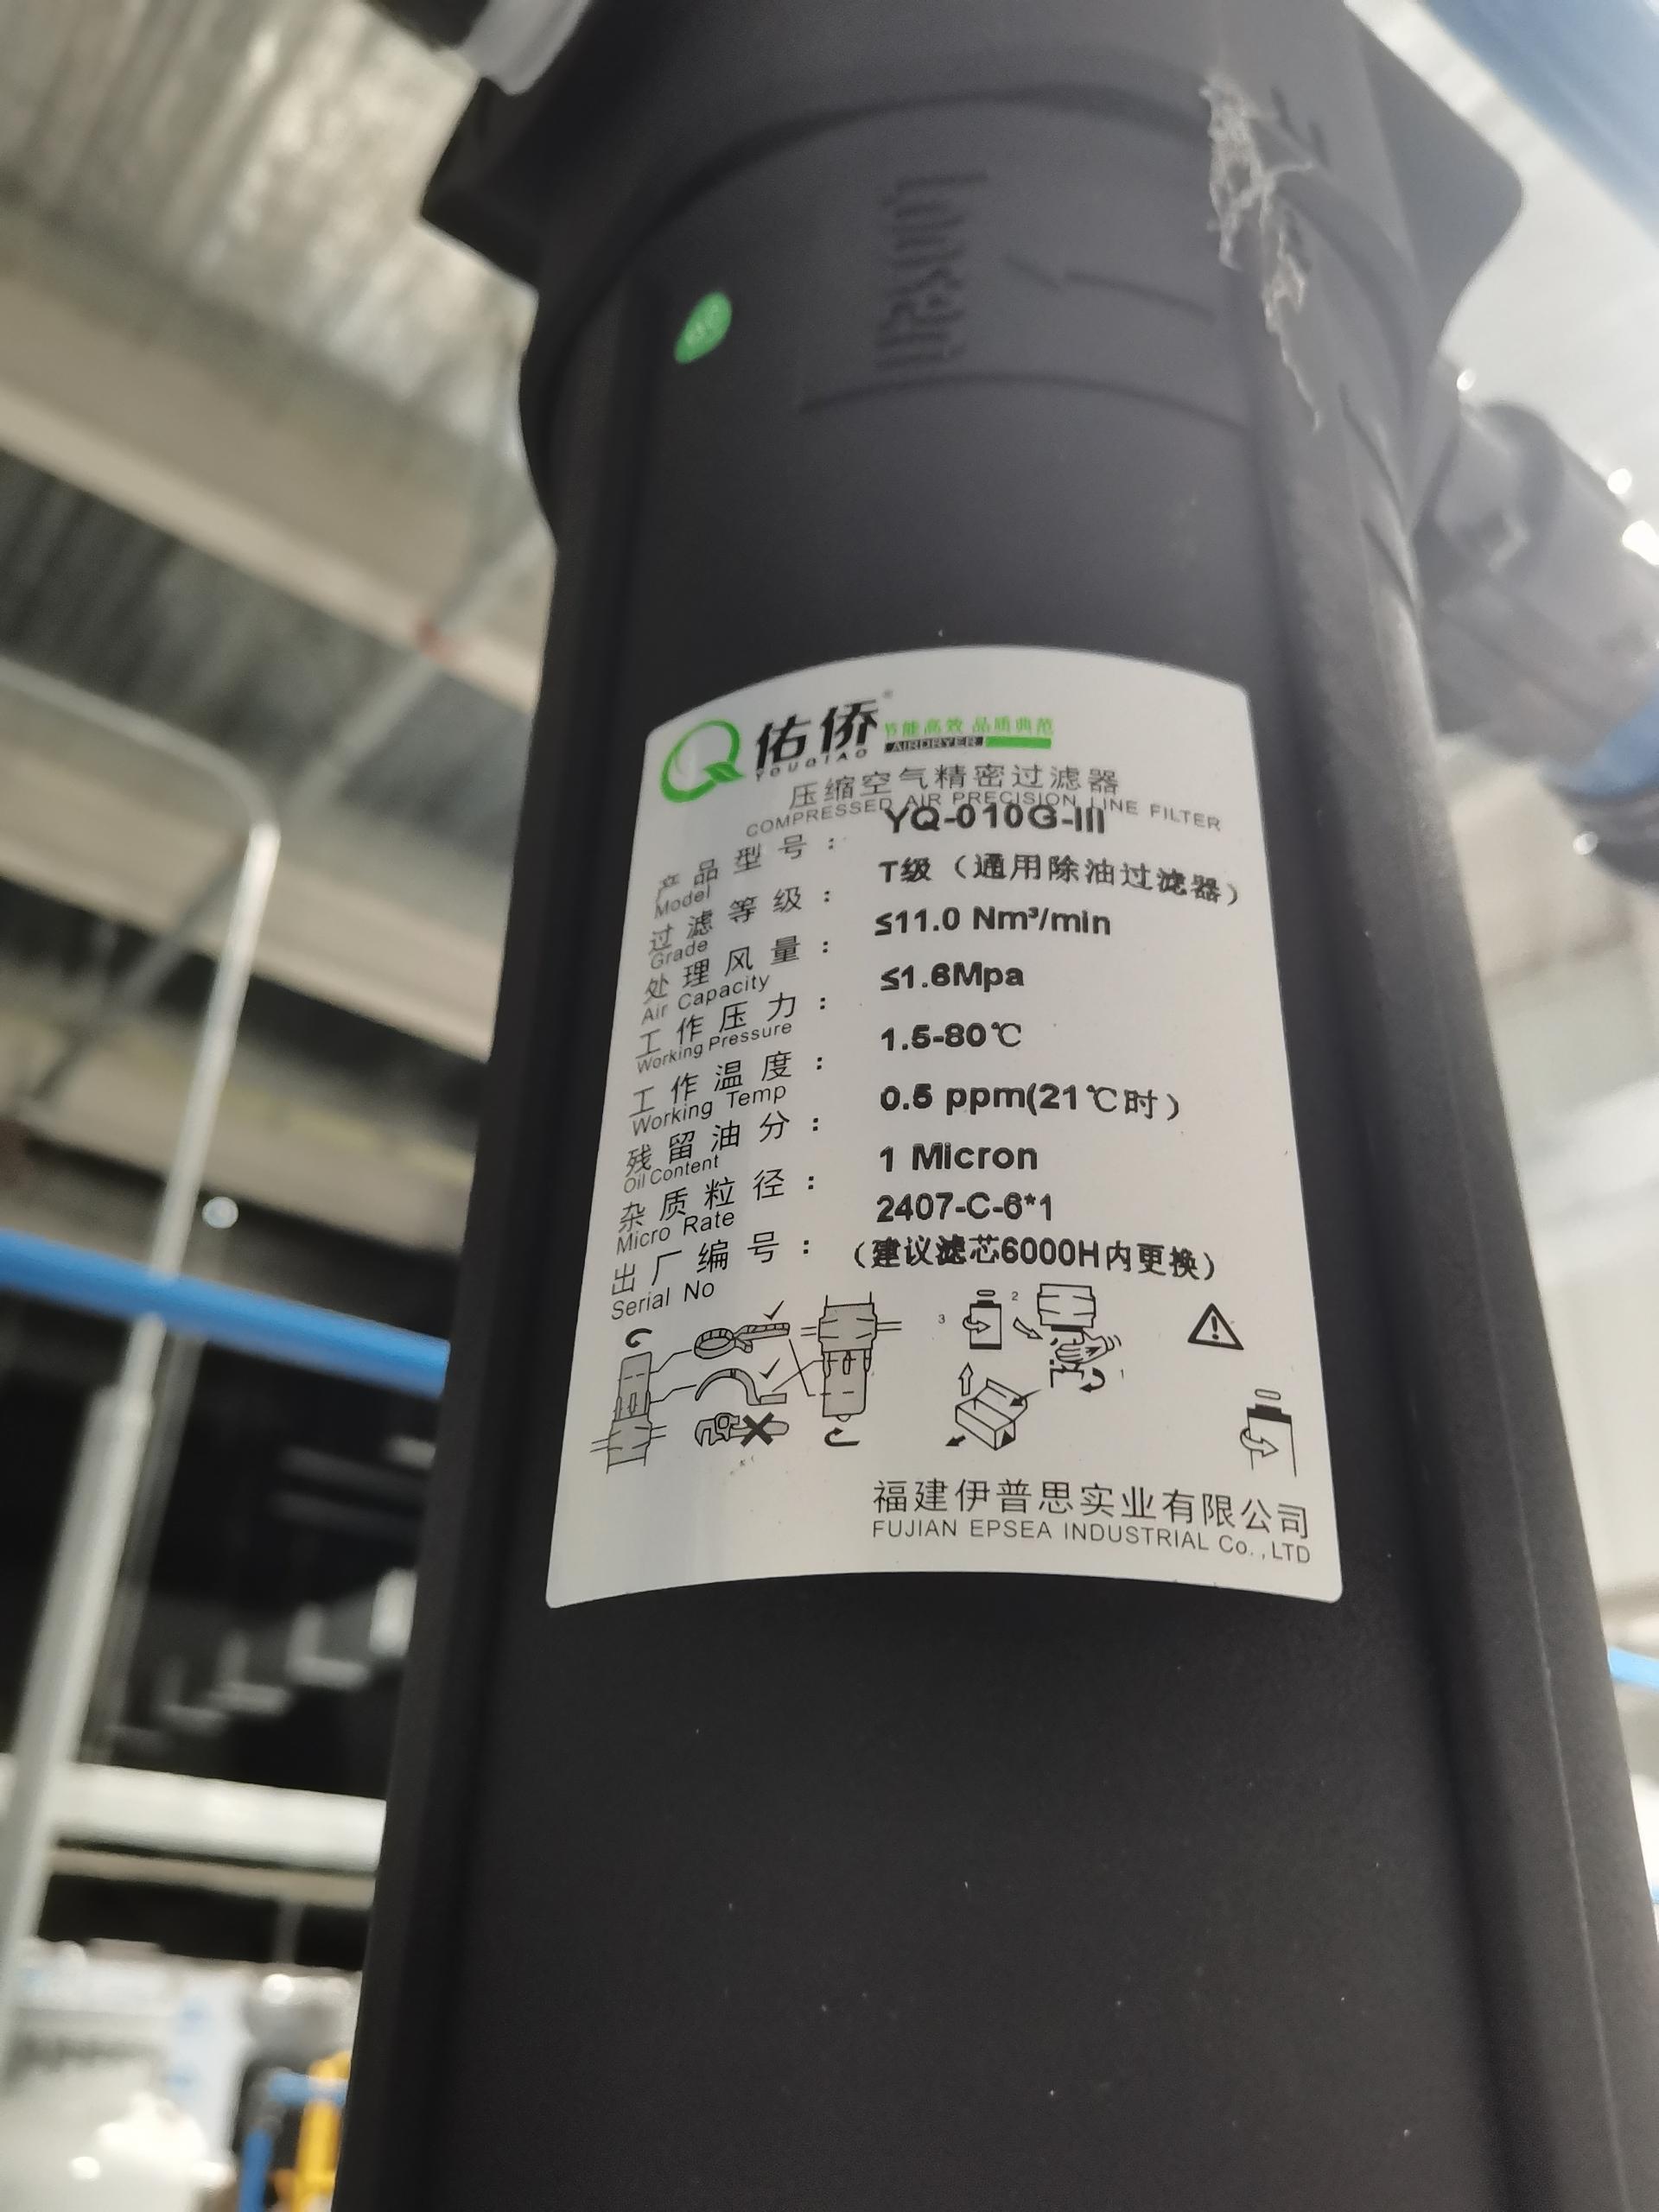 佑侨®
YOUQIAO
节能高效 品质典范
AIRDRYER
压缩空气精密过滤器
COMPRESSED AIR PRECISION LINE FILTER
产品型号： YQ-010G-III
Model
过滤等级： T级（通用除油过滤器）
Grade
处理风量： ≤11.0 Nm³/min
Air Capacity
工作压力： ≤1.6Mpa
Working Pressure
工作温度： 1.5-80℃
Working Temp
残留油分： 0.5 ppm(21℃时)
Oil Content
杂质粒径： 1 Micron
Micro Rate
出厂编号： 2407-C-6*1
Serial No
（建议滤芯6000H内更换）
3
2
1
福建伊普思实业有限公司
FUJIAN EPSEA INDUSTRIAL Co.,LTD